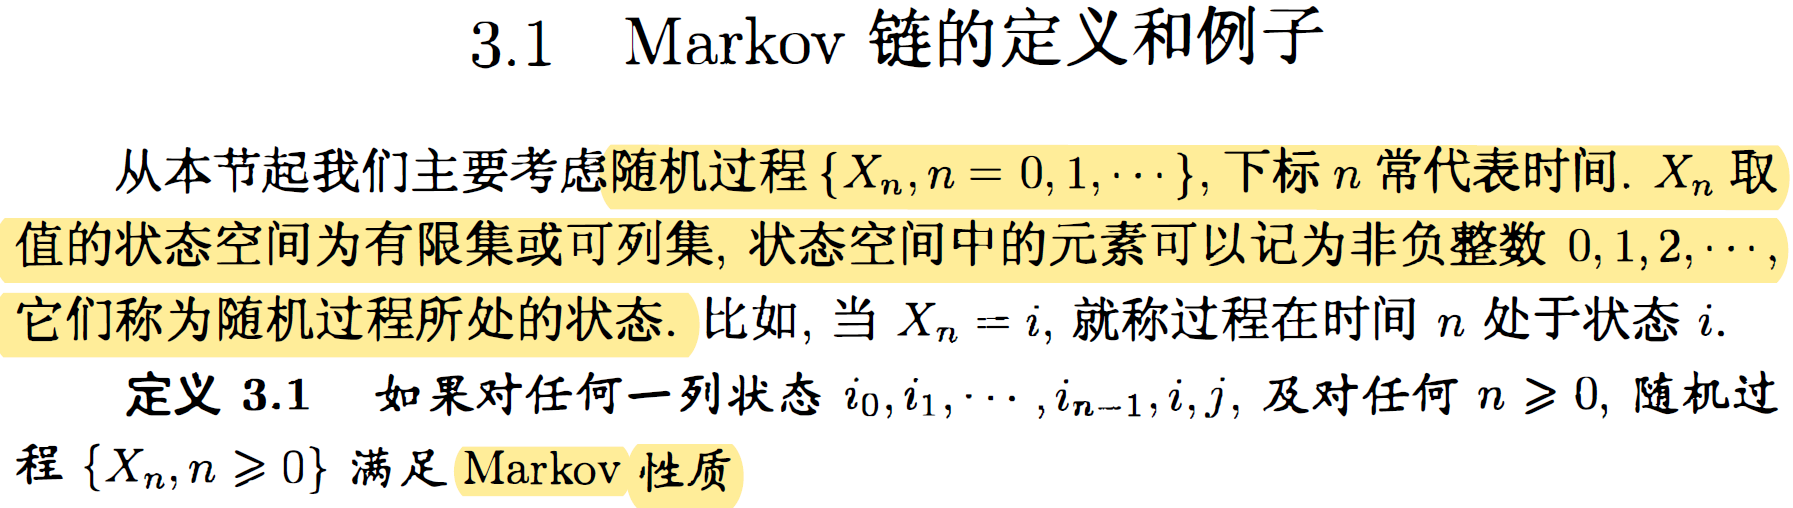 3.1 Markov 链的定义和例子
从本节起我们主要考虑随机过程 {Xₙ, n = 0, 1, ⋯}, 下标 n 常代表时间. Xₙ 取
值的状态空间为有限集或可列集, 状态空间中的元素可以记为非负整数 0, 1, 2, ⋯,
它们称为随机过程所处的状态. 比如, 当 Xₙ = i, 就称过程在时间 n 处于状态 i.
定义 3.1 如果对任何一列状态 i₀, i₁, ⋯, iₙ₋₁, i, j, 及对任何 n ⩾ 0, 随机过
程 {Xₙ, n ⩾ 0} 满足 Markov 性质